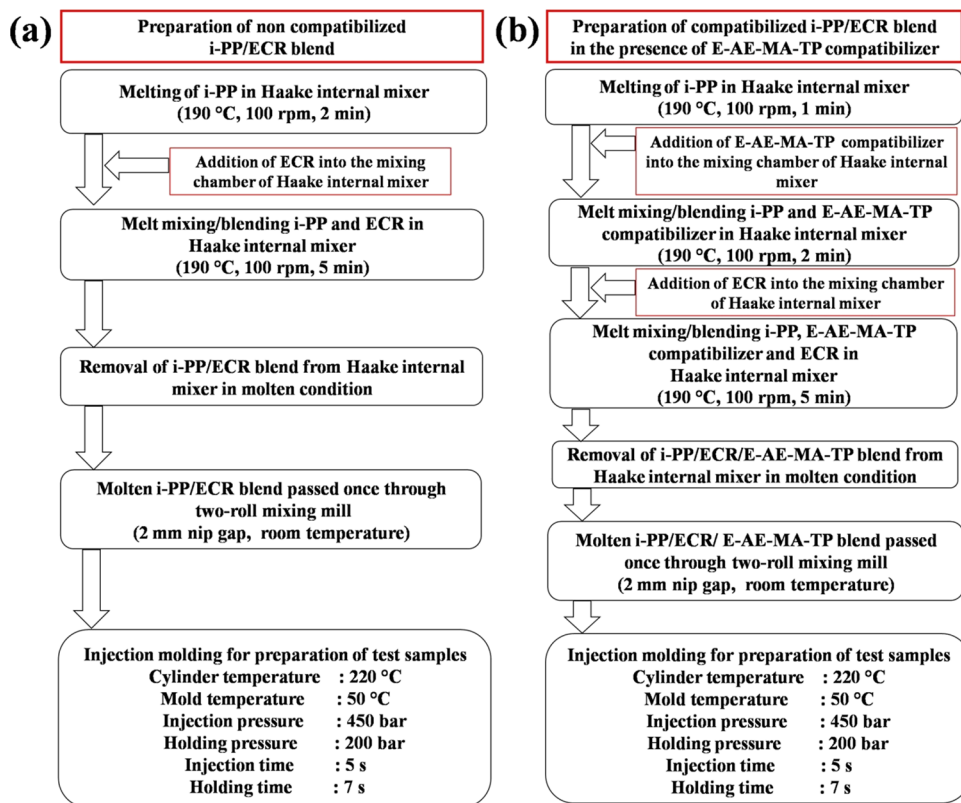 (a)
Preparation of non compatibilized
i-PP/ECR blend
Melting of i-PP in Haake internal mixer
(190 °C, 100 rpm, 2 min)
Addition of ECR into the mixing
chamber of Haake internal mixer
Melt mixing/blending i-PP and ECR in
Haake internal mixer
(190 °C, 100 rpm, 5 min)
Removal of i-PP/ECR blend from Haake internal
mixer in molten condition
Molten i-PP/ECR blend passed once through
two-roll mixing mill
(2 mm nip gap, room temperature)
Injection molding for preparation of test samples
Cylinder temperature : 220 °C
Mold temperature : 50 °C
Injection pressure : 450 bar
Holding pressure : 200 bar
Injection time : 5 s
Holding time : 7 s
(b)
Preparation of compatibilized i-PP/ECR blend
in the presence of E-AE-MA-TP compatibilizer
Melting of i-PP in Haake internal mixer
(190 °C, 100 rpm, 1 min)
Addition of E-AE-MA-TP compatibilizer
into the mixing chamber of Haake internal
mixer
Melt mixing/blending i-PP and E-AE-MA-TP
compatibilizer in Haake internal mixer
(190 °C, 100 rpm, 2 min)
Addition of ECR into the mixing chamber
of Haake internal mixer
Melt mixing/blending i-PP, E-AE-MA-TP
compatibilizer and ECR in
Haake internal mixer
(190 °C, 100 rpm, 5 min)
Removal of i-PP/ECR/E-AE-MA-TP blend from
Haake internal mixer in molten condition
Molten i-PP/ECR/ E-AE-MA-TP blend passed
once through two-roll mixing mill
(2 mm nip gap, room temperature)
Injection molding for preparation of test samples
Cylinder temperature : 220 °C
Mold temperature : 50 °C
Injection pressure : 450 bar
Holding pressure : 200 bar
Injection time : 5 s
Holding time : 7 s